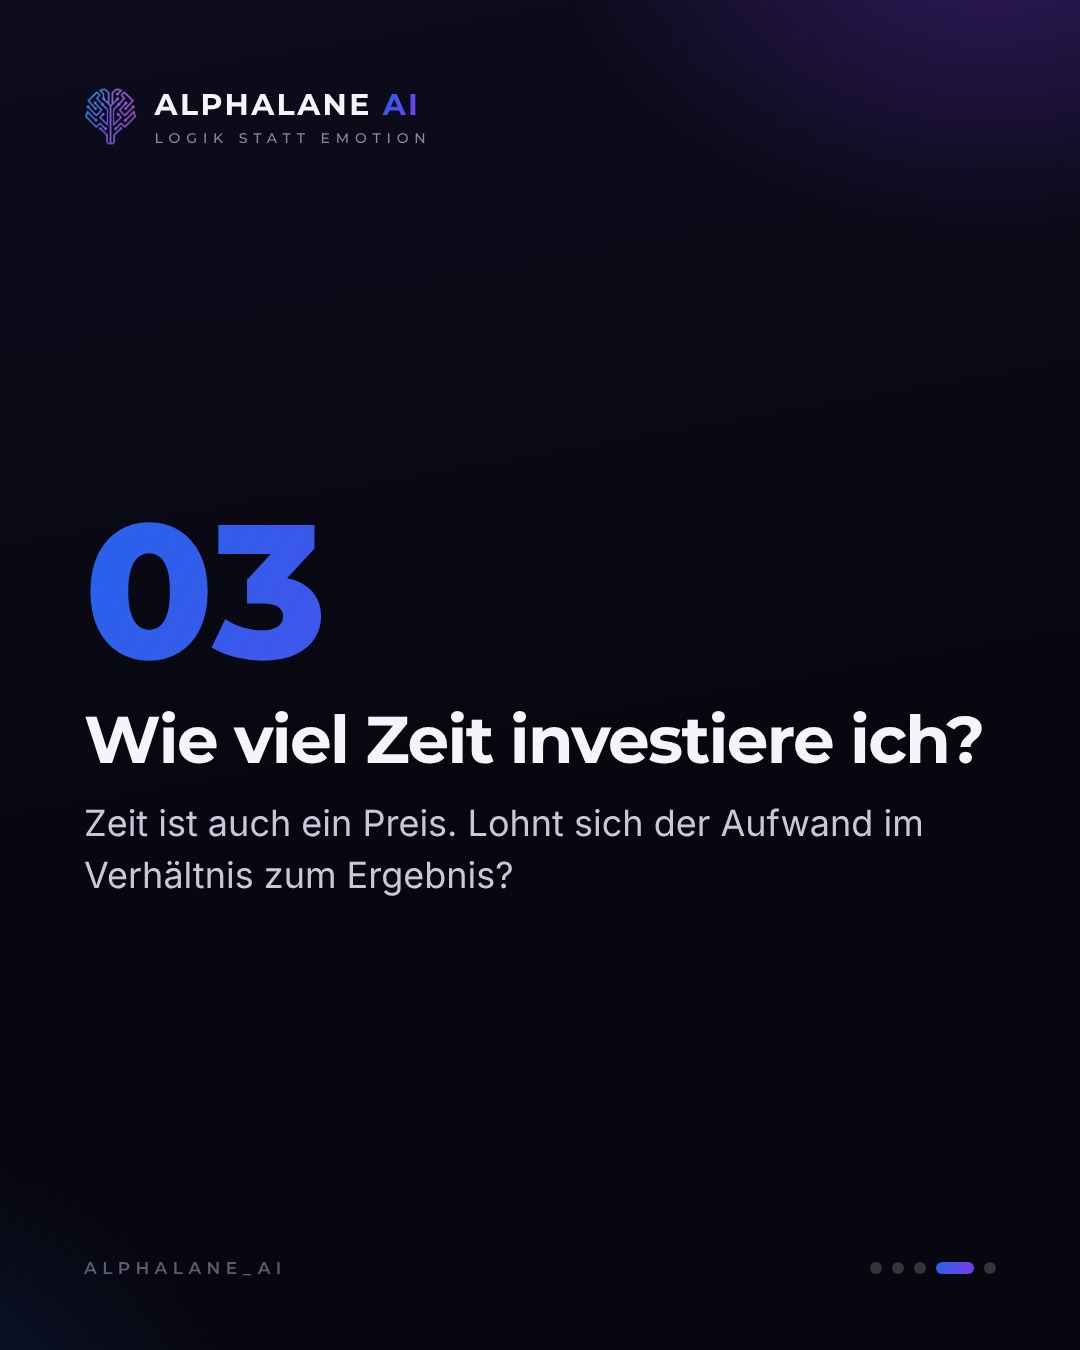 ALPHALANE AI
LOGIK STATT EMOTION
03
Wie viel Zeit investiere ich?
Zeit ist auch ein Preis. Lohnt sich der Aufwand im
Verhältnis zum Ergebnis?
ALPHALANE_AI